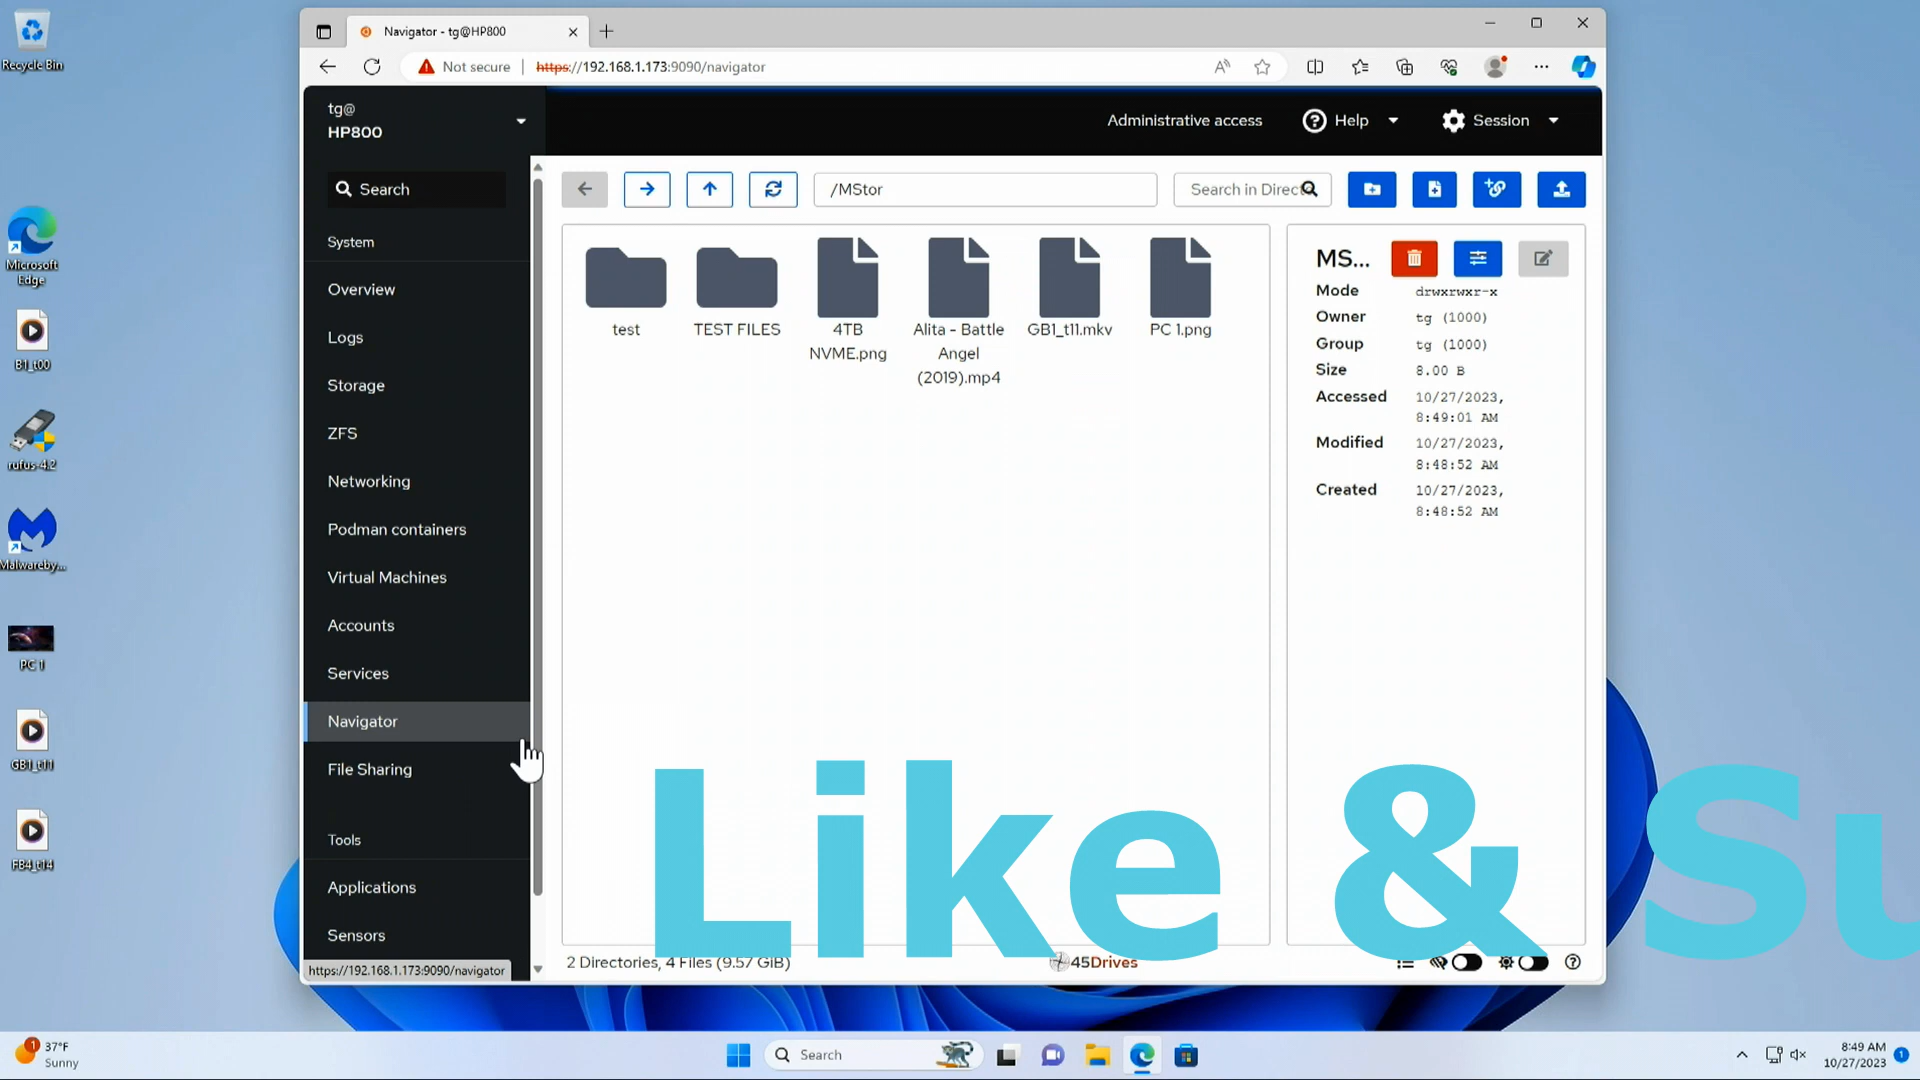 Recycle Bin
Microsoft
Edge
B1_t00
rufus-4.2
Malwareby...
PC 1
GB1_t11
FB4_t14
Navigator - tg@HP800
Not secure
https://192.168.1.173:9090/navigator
tg@
HP800
Administrative access
Help
Session
Search
System
Overview
Logs
Storage
ZFS
Networking
Podman containers
Virtual Machines
Accounts
Services
Navigator
File Sharing
Tools
Applications
Sensors
https://192.168.1.173:9090/navigator
/MStor
Search in Direc
test
TEST FILES
4TB
NVME.png
Alita - Battle
Angel
(2019).mp4
GB1_t11.mkv
PC 1.png
MS...
Mode drwxrwxr-x
Owner tg (1000)
Group tg (1000)
Size 8.00 B
Accessed 10/27/2023,
8:49:01 AM
Modified 10/27/2023,
8:48:52 AM
Created 10/27/2023,
8:48:52 AM
Like & Su
2 Directories, 4 Files (9.57 GiB)
45Drives
1
37°F
Sunny
Search
8:49 AM
10/27/2023
1